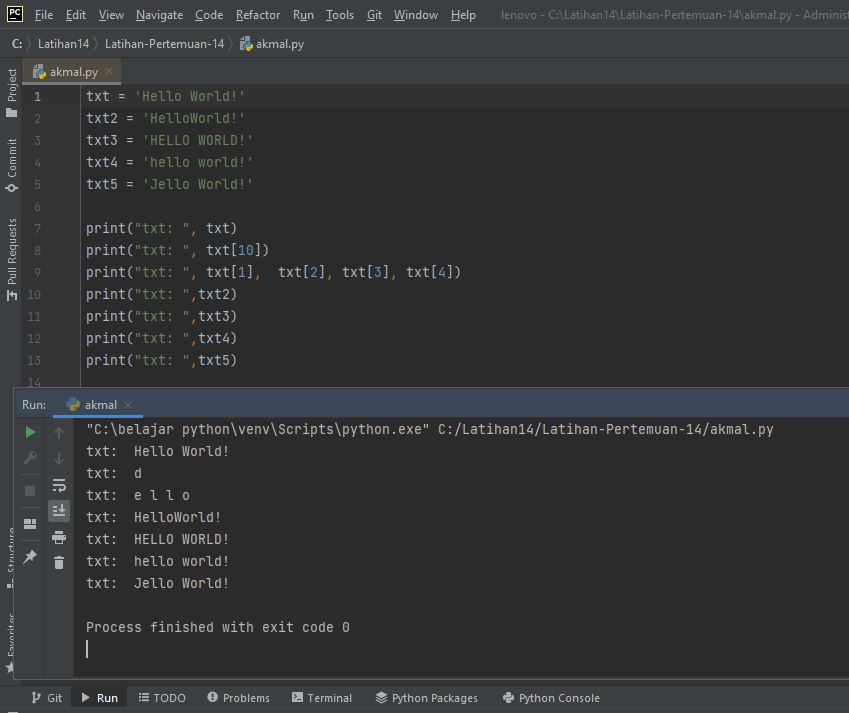 PC File Edit View Navigate Code Refactor Run Tools Git Window Help lenovo - C:\Latihan14\Latihan-Pertemuan-14\akmal.py - Adminis
C: Latihan14 Latihan-Pertemuan-14 akmal.py
akmal.py
Project
Commit
Pull Requests
1 txt = 'Hello World!'
2 txt2 = 'HelloWorld!'
3 txt3 = 'HELLO WORLD!'
4 txt4 = 'hello world!'
5 txt5 = 'Jello World!'
6
7 print("txt: ", txt)
8 print("txt: ", txt[10])
9 print("txt: ", txt[1],  txt[2], txt[3], txt[4])
10 print("txt: ",txt2)
11 print("txt: ",txt3)
12 print("txt: ",txt4)
13 print("txt: ",txt5)
14
Run: akmal
"C:\belajar python\venv\Scripts\python.exe" C:/Latihan14/Latihan-Pertemuan-14/akmal.py
txt:  Hello World!
txt:  d
txt:  e l l o
txt:  HelloWorld!
txt:  HELLO WORLD!
txt:  hello world!
txt:  Jello World!
Process finished with exit code 0
Structure
Favorites
Git Run TODO Problems Terminal Python Packages Python Console